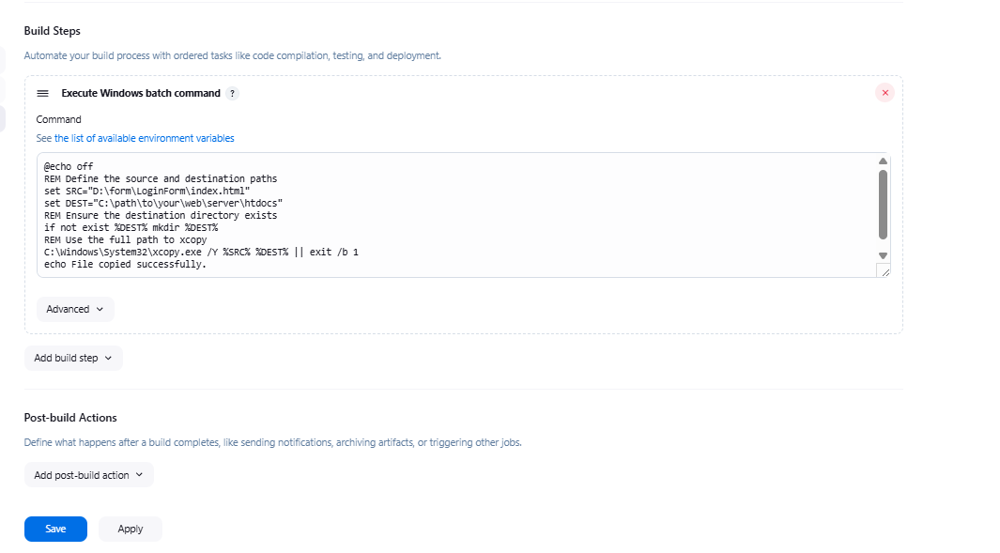 Build Steps
Automate your build process with ordered tasks like code compilation, testing, and deployment.
Execute Windows batch command ?
Command
See the list of available environment variables
@echo off
REM Define the source and destination paths
set SRC="D:\form\LoginForm\index.html"
set DEST="C:\path\to\your\web\server\htdocs"
REM Ensure the destination directory exists
if not exist %DEST% mkdir %DEST%
REM Use the full path to xcopy
C:\Windows\System32\xcopy.exe /Y %SRC% %DEST% || exit /b 1
echo File copied successfully.
Advanced
Add build step
Post-build Actions
Define what happens after a build completes, like sending notifications, archiving artifacts, or triggering other jobs.
Add post-build action
Save Apply